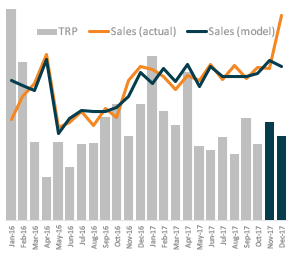 TRP Sales (actual) Sales (model)
Jan-16
Feb-16
Mar-16
Apr-16
May-16
Jun-16
Jul-16
Aug-16
Sep-16
Oct-16
Nov-16
Dec-16
Jan-17
Feb-17
Mar-17
Apr-17
May-17
Jun-17
Jul-17
Aug-17
Sep-17
Oct-17
Nov-17
Dec-17